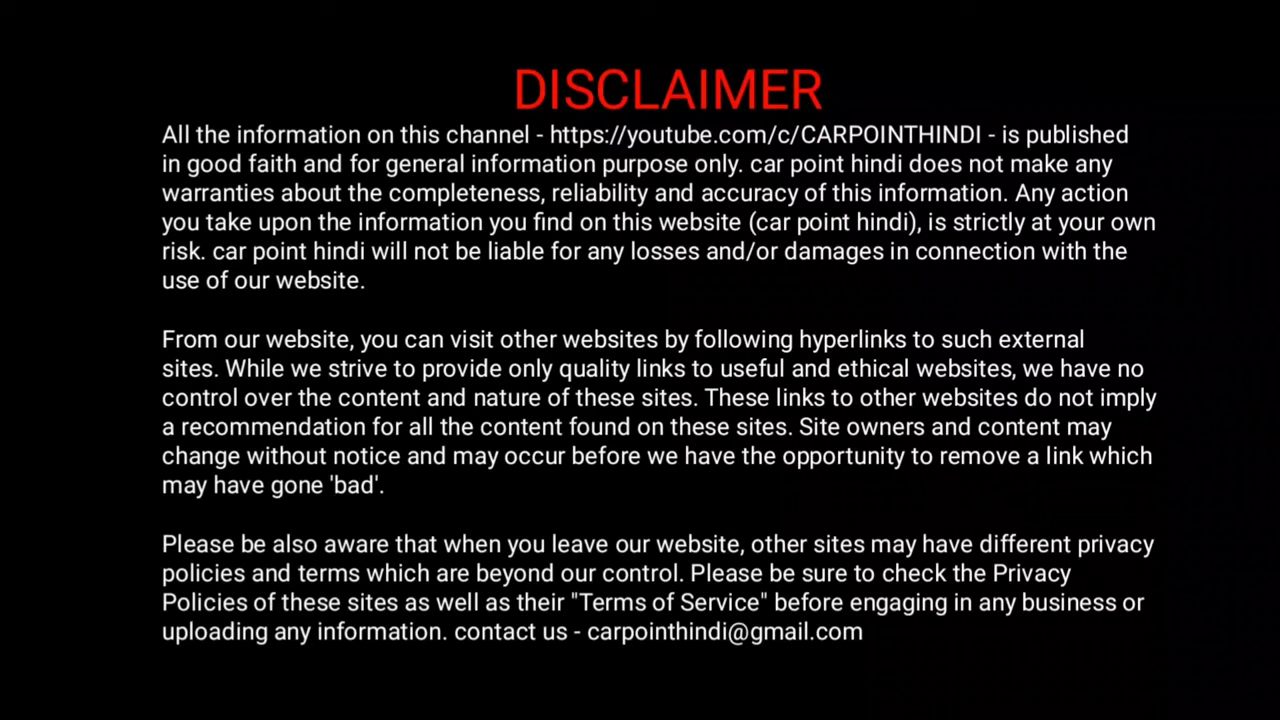 DISCLAIMER
All the information on this channel - https://youtube.com/c/CARPOINTHINDI - is published
in good faith and for general information purpose only. car point hindi does not make any
warranties about the completeness, reliability and accuracy of this information. Any action
you take upon the information you find on this website (car point hindi), is strictly at your own
risk. car point hindi will not be liable for any losses and/or damages in connection with the
use of our website.
From our website, you can visit other websites by following hyperlinks to such external
sites. While we strive to provide only quality links to useful and ethical websites, we have no
control over the content and nature of these sites. These links to other websites do not imply
a recommendation for all the content found on these sites. Site owners and content may
change without notice and may occur before we have the opportunity to remove a link which
may have gone 'bad'.
Please be also aware that when you leave our website, other sites may have different privacy
policies and terms which are beyond our control. Please be sure to check the Privacy
Policies of these sites as well as their "Terms of Service" before engaging in any business or
uploading any information. contact us - carpointhindi@gmail.com